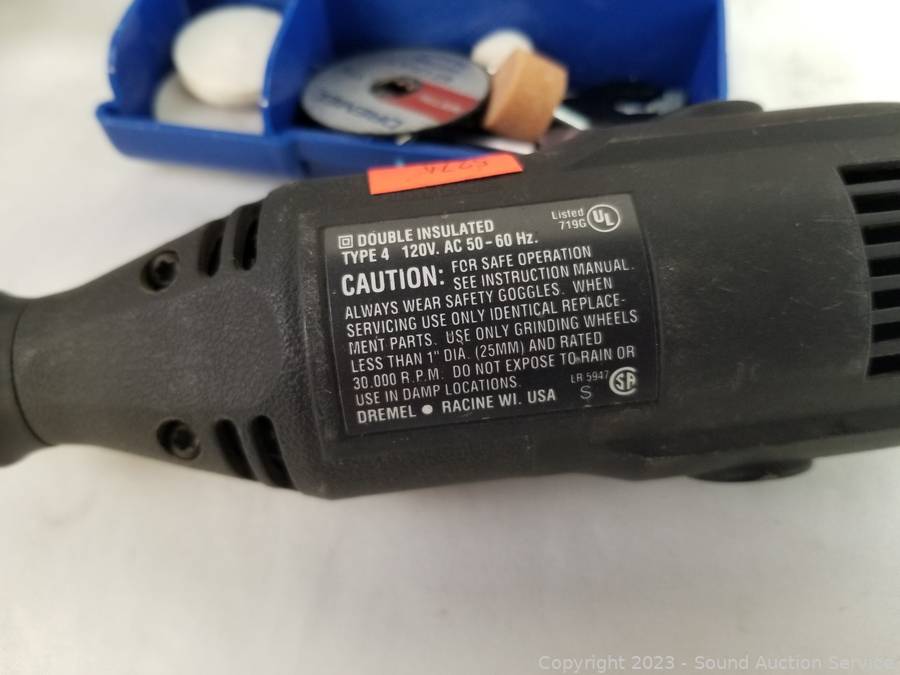 DOUBLE INSULATED
TYPE 4 120V. AC 50-60 Hz.
Listed
719G
UL
CAUTION: FOR SAFE OPERATION
SEE INSTRUCTION MANUAL.
ALWAYS WEAR SAFETY GOGGLES. WHEN
SERVICING USE ONLY IDENTICAL REPLACE-
MENT PARTS. USE ONLY GRINDING WHEELS
LESS THAN 1" DIA. (25MM) AND RATED
30,000 R.P.M. DO NOT EXPOSE TO RAIN OR
USE IN DAMP LOCATIONS.
LR 5947
SA
DREMEL ● RACINE WI. USA S
DREMEL
Copyright 2023 - Sound Auction Service